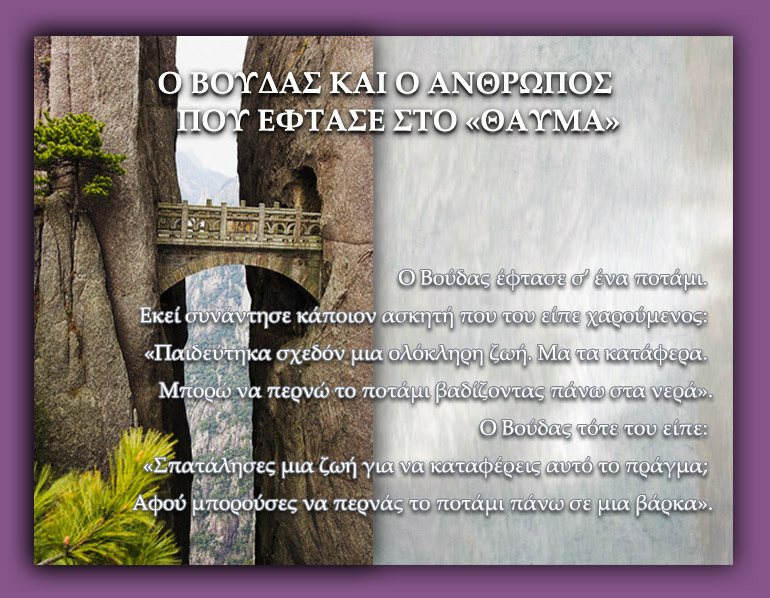 Ο ΒΟΥΔΑΣ ΚΑΙ Ο ΑΝΘΡΩΠΟΣ
ΠΟΥ ΕΦΤΑΣΕ ΣΤΟ «ΘΑΥΜΑ»
Ο Βούδας έφτασε σ’ ένα ποτάμι.
Εκεί συνάντησε κάποιον ασκητή που του είπε χαρούμενος:
«Παιδεύτηκα σχεδόν μια ολόκληρη ζωή. Μα τα κατάφερα.
Μπορώ να περνώ το ποτάμι βαδίζοντας πάνω στα νερά».
Ο Βούδας τότε του είπε:
«Σπατάλησες μια ζωή για να καταφέρεις αυτό το πράγμα;
Αφού μπορούσες να περνάς το ποτάμι πάνω σε μια βάρκα».